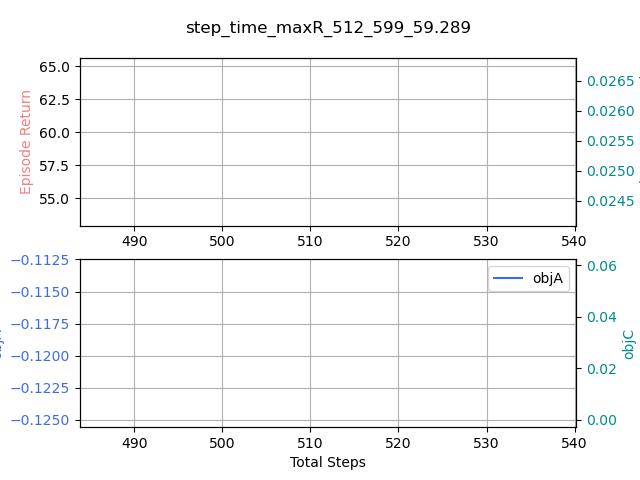 step_time_maxR_512_599_59.289
Episode Return
65.0
62.5
60.0
57.5
55.0
0.0265
0.0260
0.0255
0.0250
0.0245
490 500 510 520 530 540
−0.1125
−0.1150
−0.1175
−0.1200
−0.1225
−0.1250
objA
0.06
0.04
0.02
0.00
objC
490 500 510 520 530 540
Total Steps